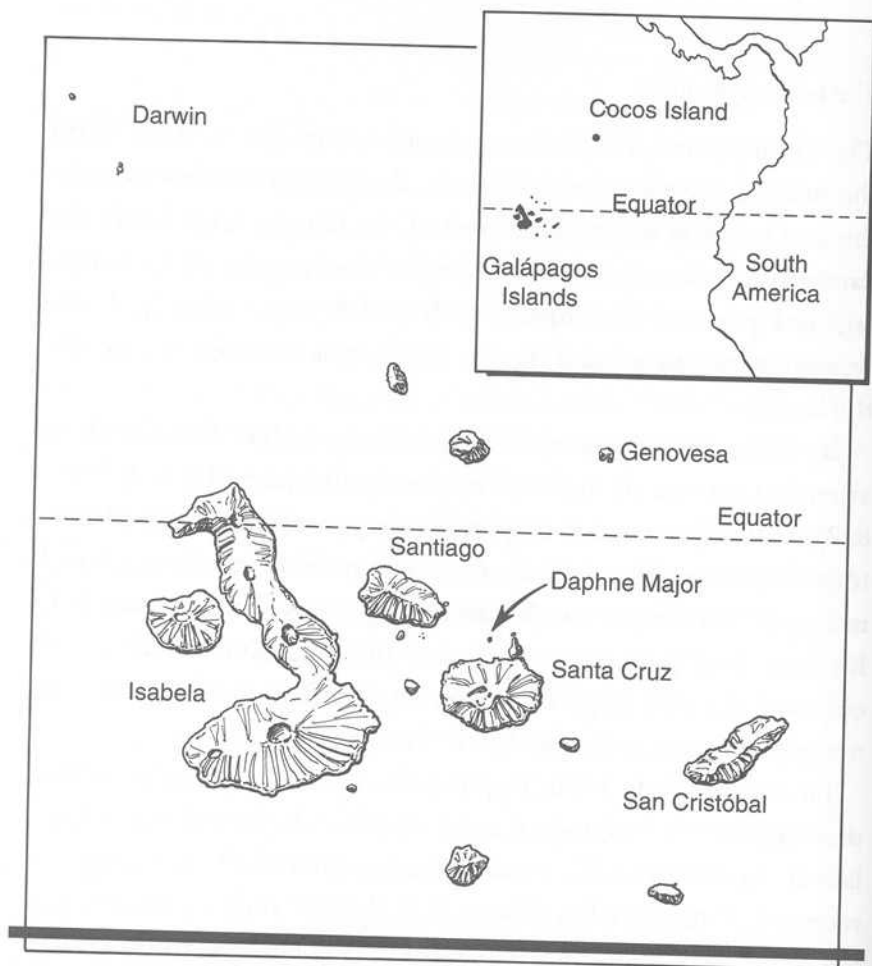 Darwin
Cocos Island
Equator
Galápagos
Islands
South
America
Genovesa
Equator
Santiago
Daphne Major
Isabela
Santa Cruz
San Cristóbal